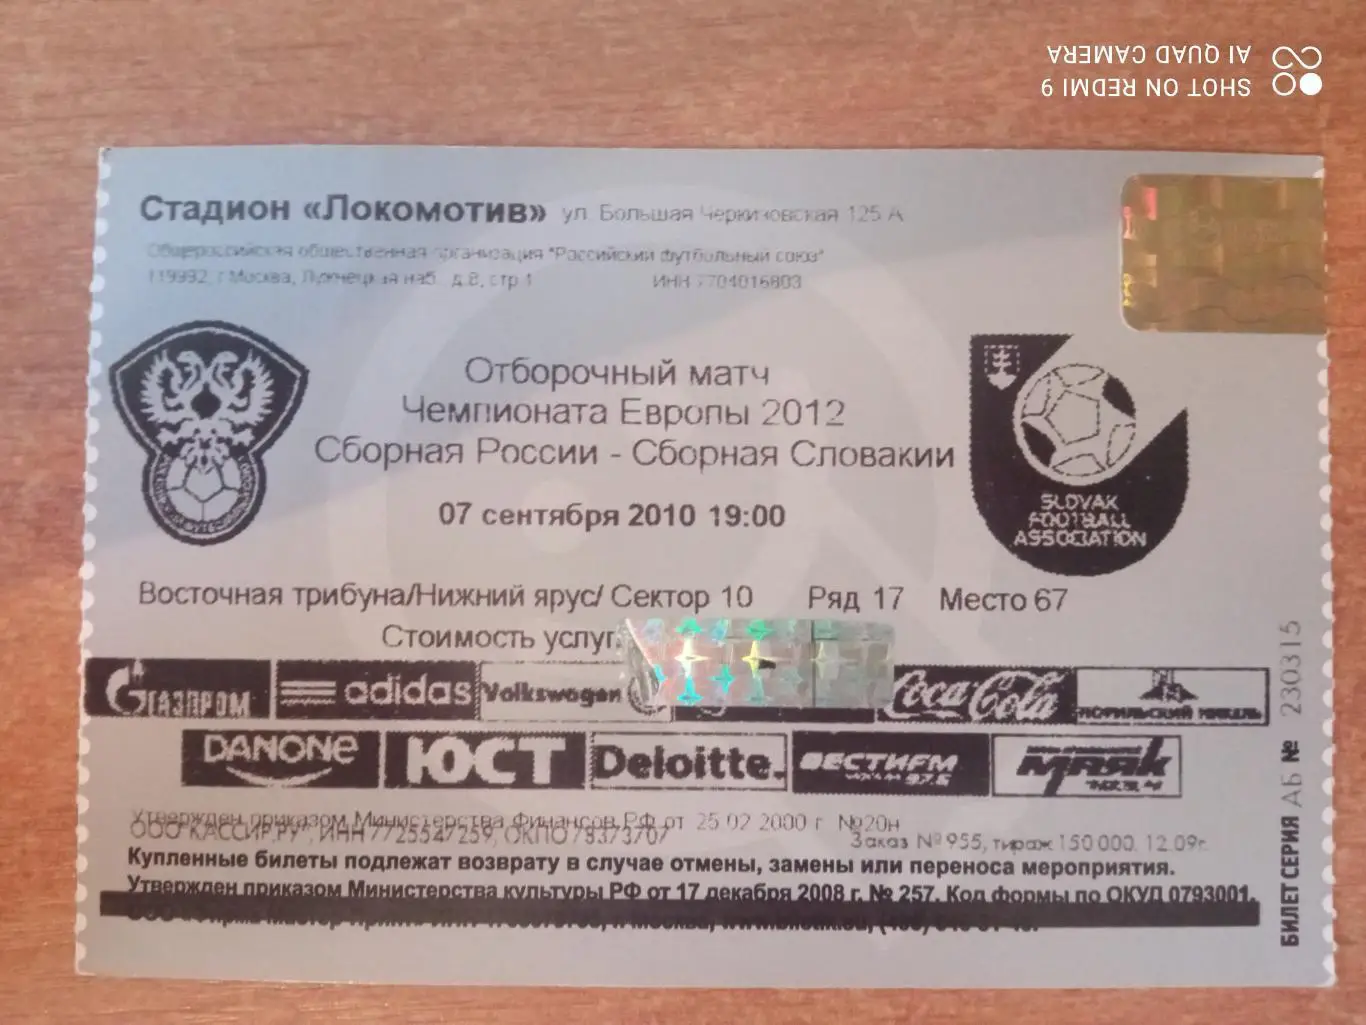 SHOT ON REDMI 9
AI QUAD CAMERA
Стадион «Локомотив» ул. Большая Черкизовская 125 А
Общероссийская общественная организация "Российский футбольный союз"
119992, г.Москва, Лужнецкая наб. д.8, стр 1 ИНН 7704016803
Отборочный матч
Чемпионата Европы 2012
Сборная России - Сборная Словакии
07 сентября 2010 19:00
SLOVAK
FOOTBALL
ASSOCIATION
Восточная трибуна/Нижний ярус/ Сектор 10 Ряд 17 Место 67
Стоимость услуг
ГАЗПРОМ adidas Volkswagen Coca-Cola НОРИЛЬСКИЙ НИКЕЛЬ
DANONE ЮСТ Deloitte. ВЕСТИFM МАЯК
Утвержден приказом Министерства Финансов РФ от 25.02 2000 г №20н
ООО КАССИР.РУ", ИНН 7725547259, ОКПО 78373707 Заказ №955, тираж 150 000. 12.09г.
Купленные билеты подлежат возврату в случае отмены, замены или переноса мероприятия.
Утвержден приказом Министерства культуры РФ от 17 декабря 2008 г. № 257. Код формы по ОКУД 0793001.
БИЛЕТ СЕРИЯ АБ № 230315